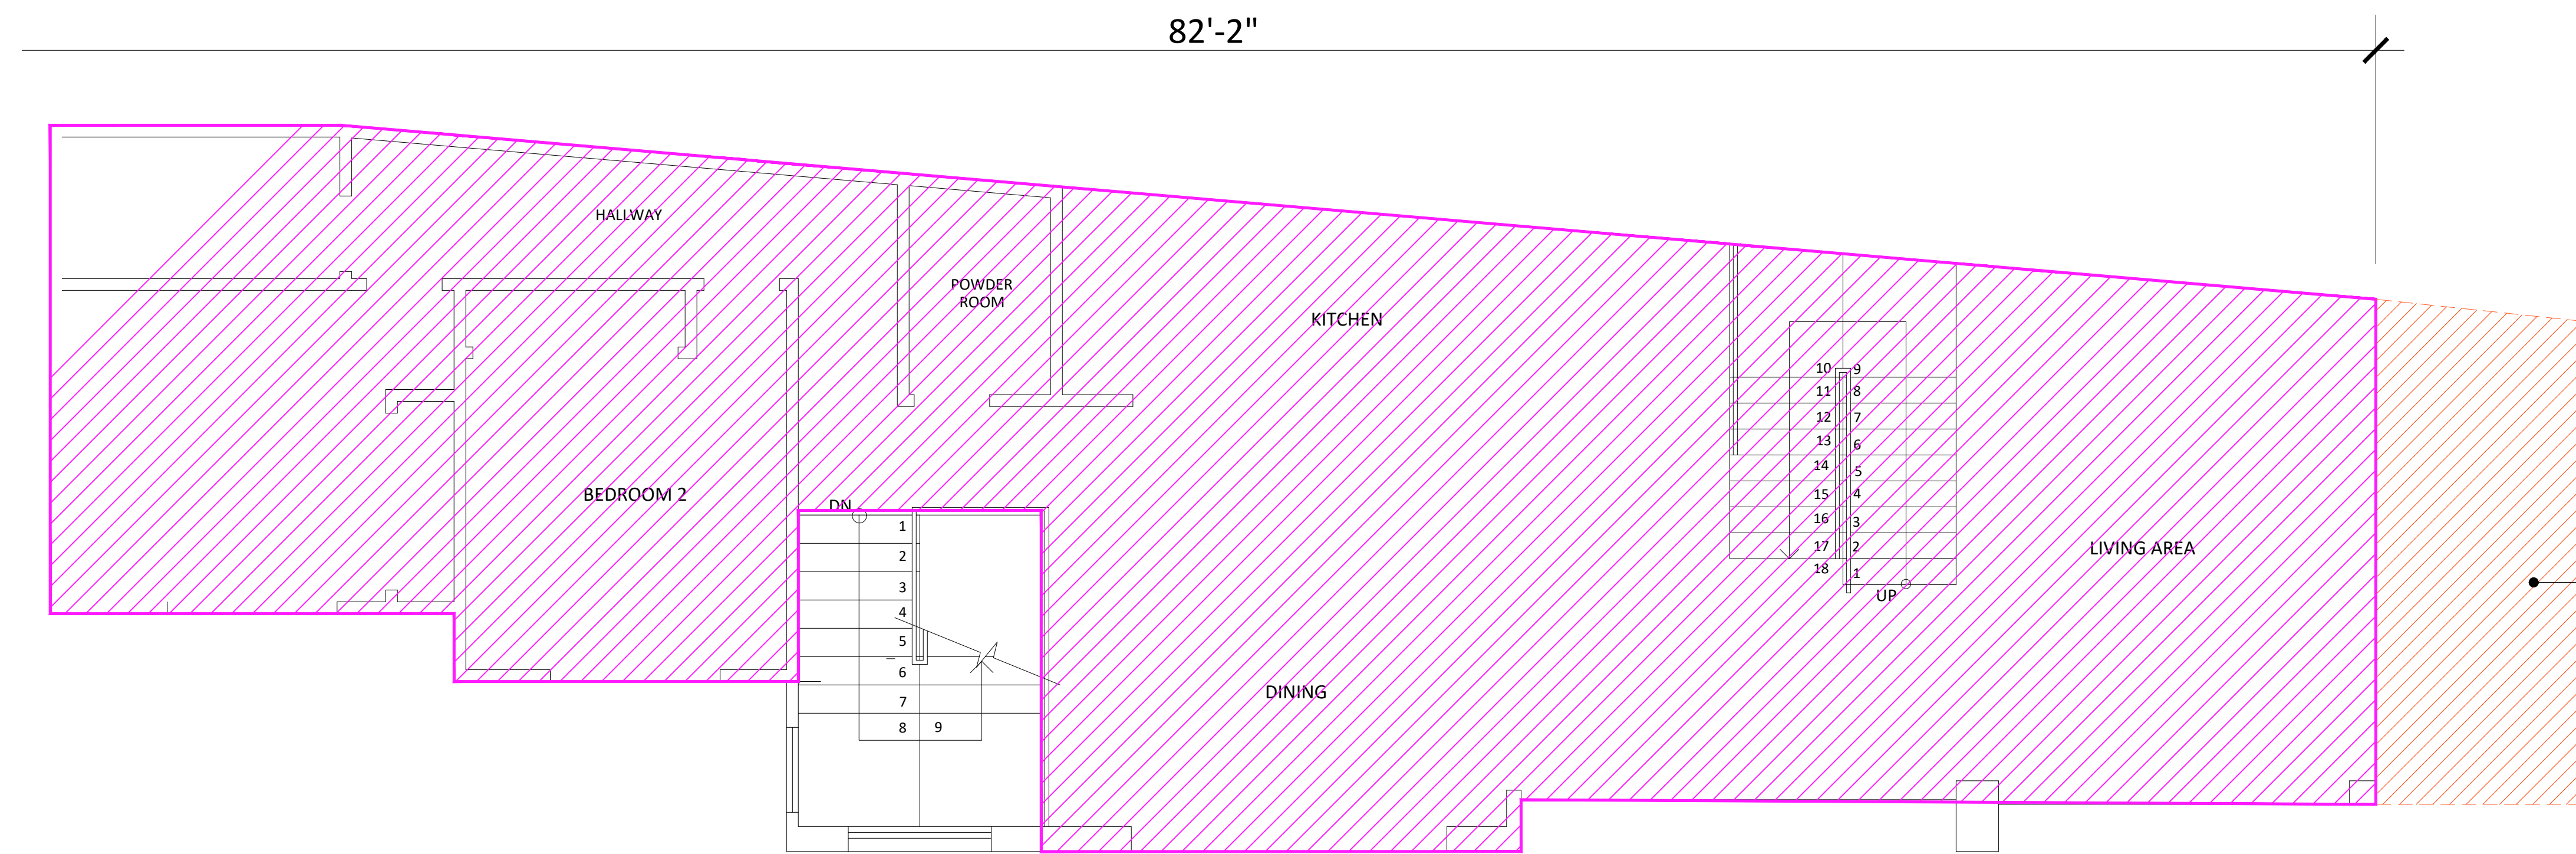 82'-2"
HALLWAY
POWDER
ROOM
KITCHEN
10 9
11 8
12 7
13 6
14 5
15 4
16 3
17 2
18 1
UP
BEDROOM 2
LIVING AREA
DN
1
2
3
4
5
6
7
8 9
DINING